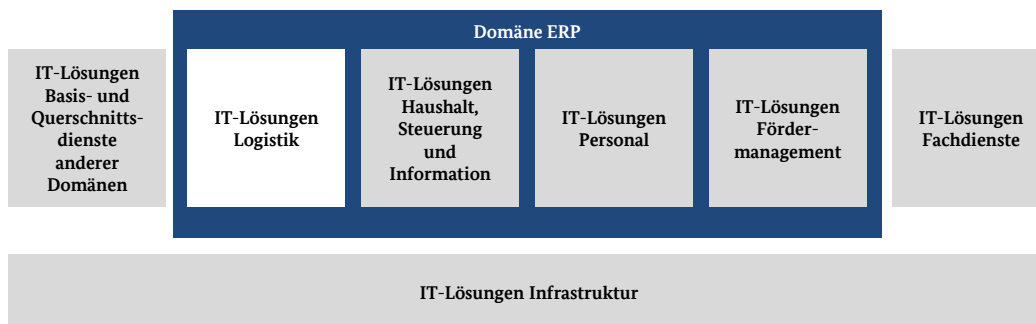 Domäne ERP
IT-Lösungen
Basis- und
Querschnitts-
dienste
anderer
Domänen
IT-Lösungen
Logistik
IT-Lösungen
Haushalt,
Steuerung
und
Information
IT-Lösungen
Personal
IT-Lösungen
Förder-
management
IT-Lösungen
Fachdienste
IT-Lösungen Infrastruktur